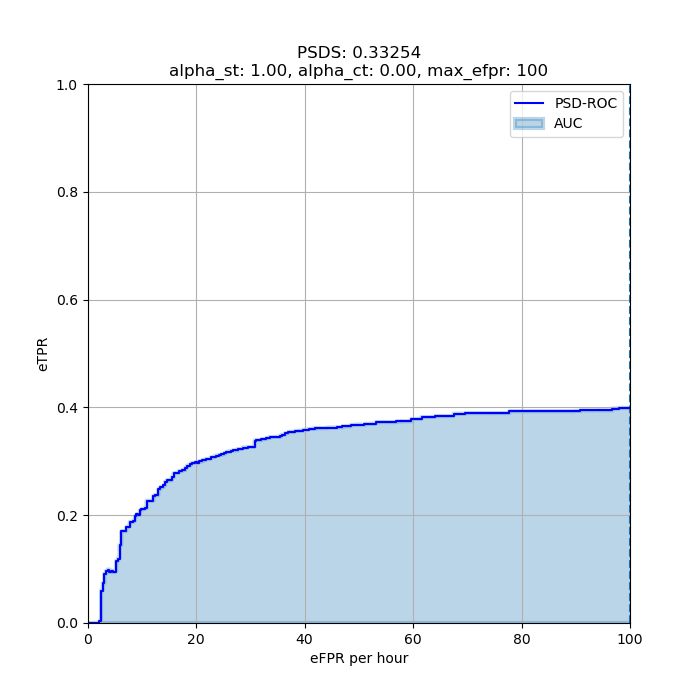 PSDS: 0.33254
alpha_st: 1.00, alpha_ct: 0.00, max_efpr: 100
1.0
PSD-ROC
AUC
0.8
0.6
eTPR
0.4
0.2
0.0
0 20 40 60 80 100
eFPR per hour